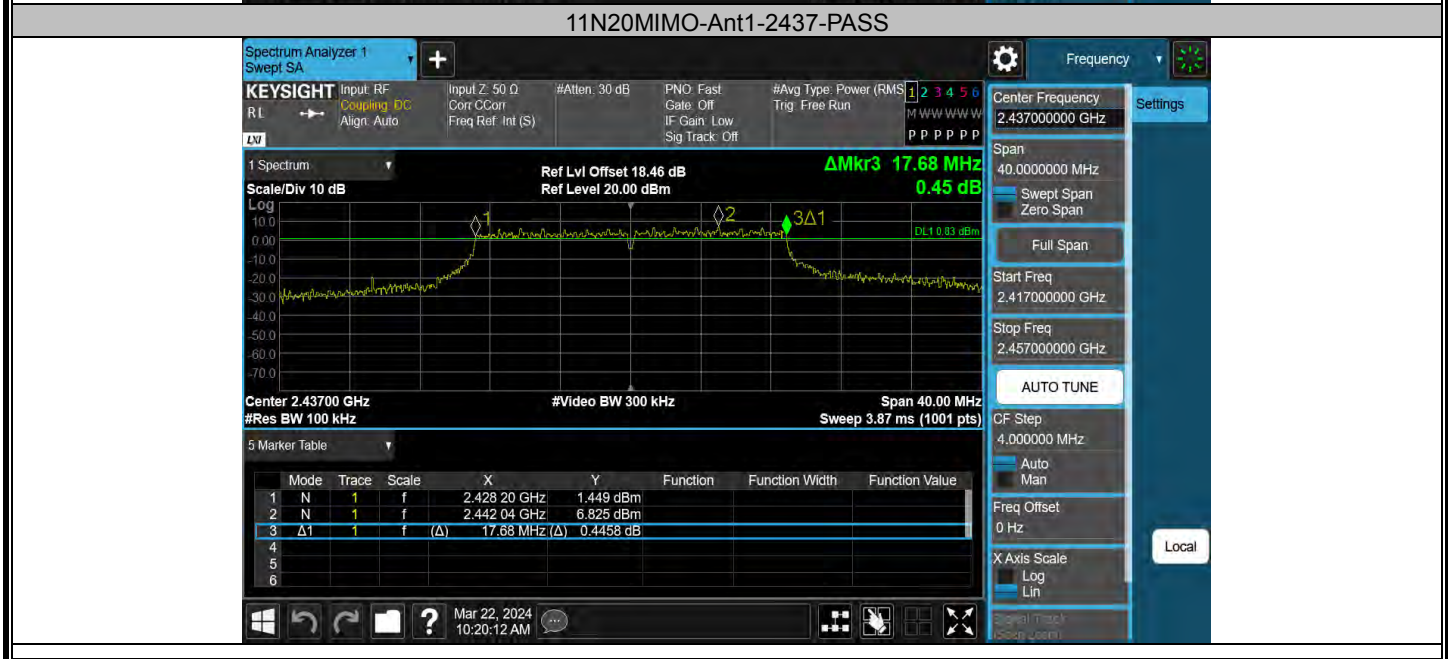 11N20MIMO-Ant1-2437-PASS
Spectrum Analyzer 1
Swept SA
+
Frequency
KEYSIGHT
RL
LXI
Input: RF
Coupling: DC
Align: Auto
Input Z: 50 Ω
Corr CCorr
Freq Ref: Int (S)
#Atten: 30 dB
PNO: Fast
Gate: Off
IF Gain: Low
Sig Track: Off
#Avg Type: Power (RMS
Trig: Free Run
1 2 3 4 5 6
M W W W W W
P P P P P P
1 Spectrum
Scale/Div 10 dB
Ref Lvl Offset 18.46 dB
Ref Level 20.00 dBm
ΔMkr3 17.68 MHz
0.45 dB
Log
10.0
0.00
-10.0
-20.0
-30.0
-40.0
-50.0
-60.0
-70.0
1
2
3Δ1
DL1 0.83 dBm
Center 2.43700 GHz
#Res BW 100 kHz
#Video BW 300 kHz
Span 40.00 MHz
Sweep 3.87 ms (1001 pts)
5 Marker Table
Mode Trace Scale X Y Function Function Width Function Value
1 N 1 f 2.428 20 GHz 1.449 dBm
2 N 1 f 2.442 04 GHz 6.825 dBm
3 Δ1 1 f (Δ) 17.68 MHz (Δ) 0.4458 dB
4
5
6
?
Mar 22, 2024
10:20:12 AM
Center Frequency
2.437000000 GHz
Settings
Span
40.0000000 MHz
Swept Span
Zero Span
Full Span
Start Freq
2.417000000 GHz
Stop Freq
2.457000000 GHz
AUTO TUNE
CF Step
4.000000 MHz
Auto
Man
Freq Offset
0 Hz
X Axis Scale
Log
Lin
Local
Signal Track
(Span Zoom)